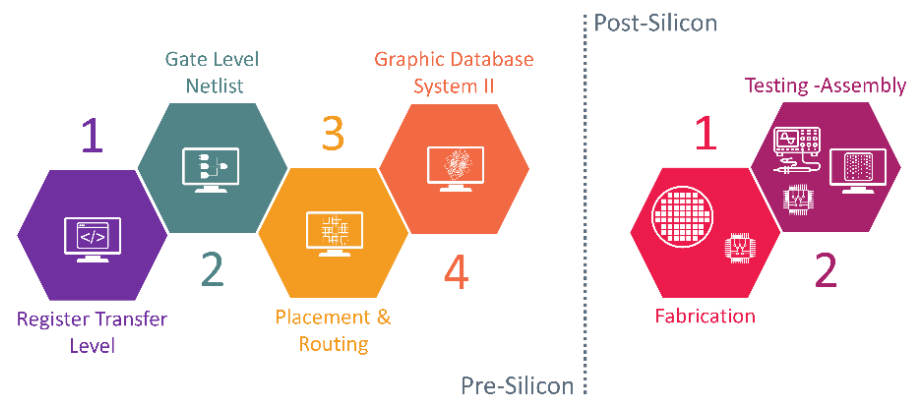 Post-Silicon
Gate Level
Netlist
Graphic Database
System II
Testing -Assembly
1
3
1
</>
2
4
2
Register Transfer
Level
Placement &
Routing
Fabrication
Pre-Silicon